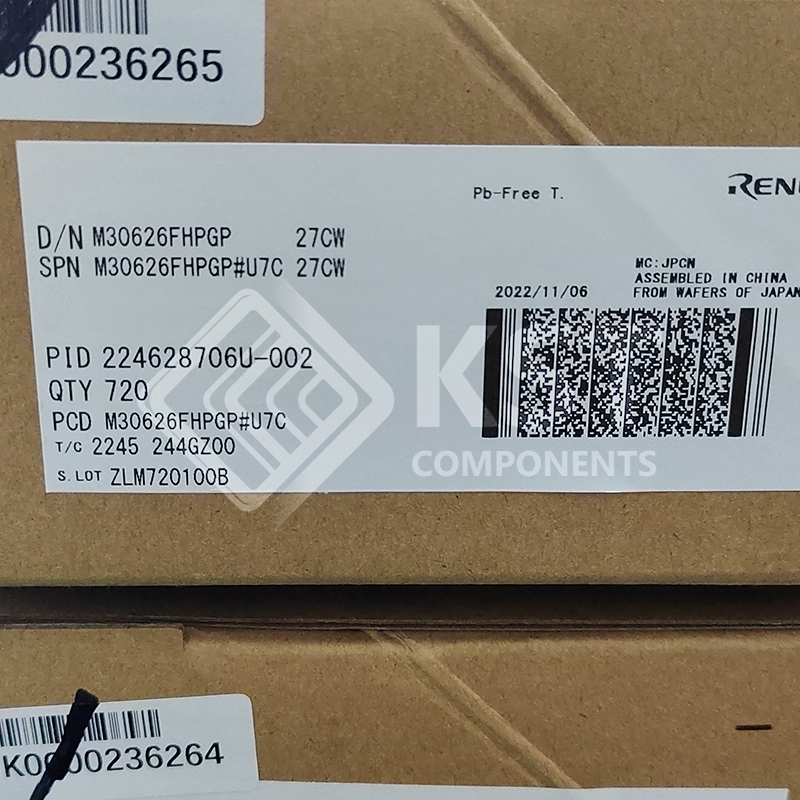 000236265
Pb-Free T.
D/N M30626FHPGP 27CW
SPN M30626FHPGP#U7C 27CW
MC:JPCN
ASSEMBLED IN CHINA
2022/11/06 FROM WAFERS OF JAPAN
PID 224628706U-002
QTY 720
PCD M30626FHPGP#U7C
T/C 2245 244GZ00
S.LOT ZLM720100B
COMPONENTS
K0000236264